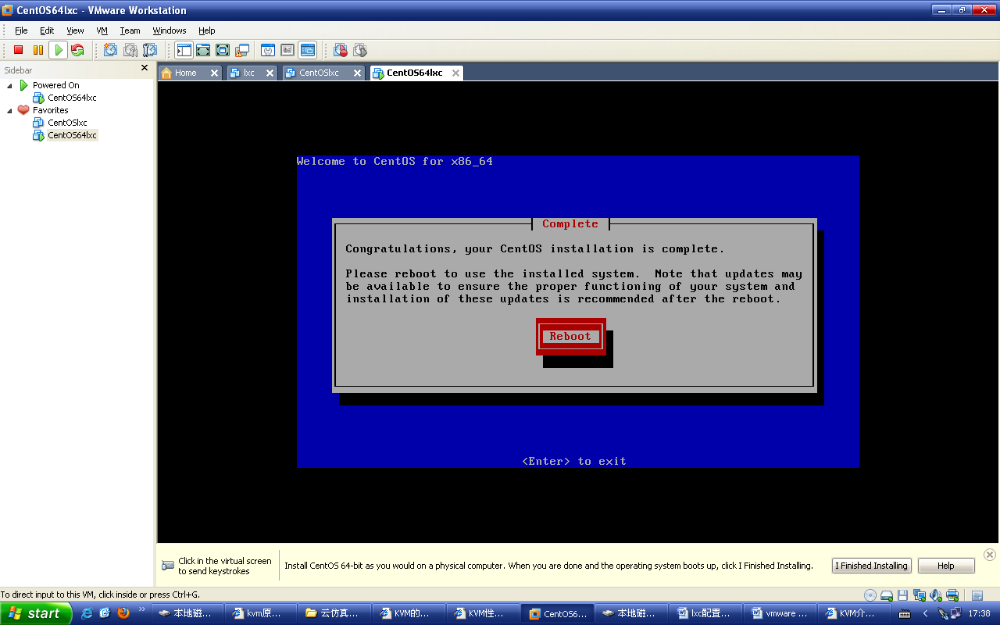 CentOS64lxc - VMware Workstation
File Edit View VM Team Windows Help
Sidebar
Powered On
CentOS64lxc
Favorites
CentOSlxc
CentOS64lxc
Home lxc CentOSlxc CentOS64lxc
Welcome to CentOS for x86_64
Complete
Congratulations, your CentOS installation is complete.
Please reboot to use the installed system. Note that updates may
be available to ensure the proper functioning of your system and
installation of these updates is recommended after the reboot.
Reboot
<Enter> to exit
Click in the virtual screen
to send keystrokes
Install CentOS 64-bit as you would on a physical computer. When you are done and the operating system boots up, click I Finished Installing.
I Finished Installing
Help
To direct input to this VM, click inside or press Ctrl+G.
start 本地磁... kvm原... 云仿真... KVM的... KVM性... CentOS6... 本地磁... lxc配置... vmware ... KVM介... 17:38